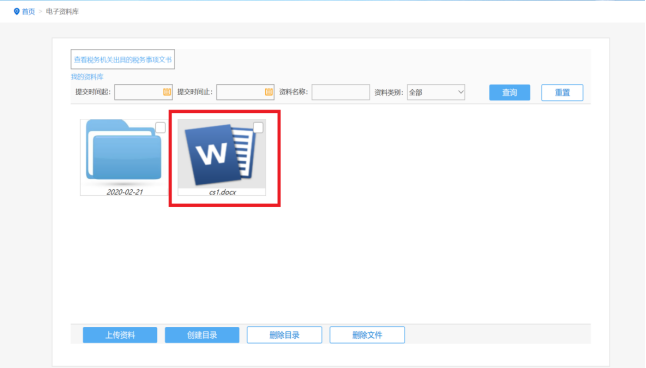 首页 > 电子资料库
查看税务机关出具的税务事项文书
我的资料库
提交时间起: 提交时间止: 资料名称: 资料类别: 全部 查询 重置
W
2020-02-21 cs1.docx
上传资料 创建目录 删除目录 删除文件